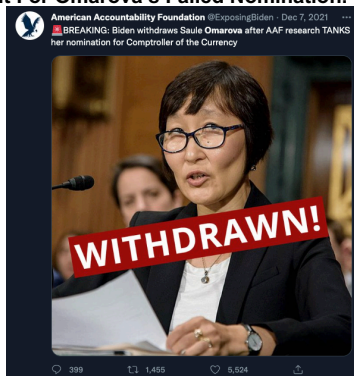 t For Omarova's Failed Nomination.
American Accountability Foundation @ExposingBiden · Dec 7, 2021 ···
🚨BREAKING: Biden withdraws Saule Omarova after AAF research TANKS
her nomination for Comptroller of the Currency
WITHDRAWN!
399 1,455 5,524